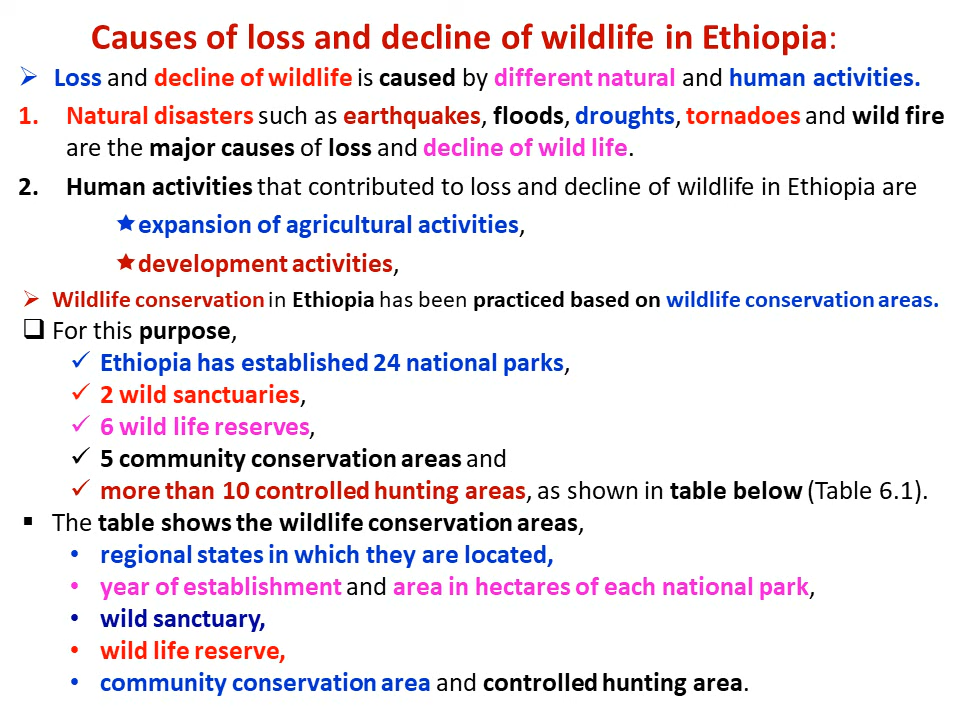 Causes of loss and decline of wildlife in Ethiopia:
➢ Loss and decline of wildlife is caused by different natural and human activities.
1. Natural disasters such as earthquakes, floods, droughts, tornadoes and wild fire
are the major causes of loss and decline of wild life.
2. Human activities that contributed to loss and decline of wildlife in Ethiopia are
★ expansion of agricultural activities,
★ development activities,
➢ Wildlife conservation in Ethiopia has been practiced based on wildlife conservation areas.
❑ For this purpose,
✓ Ethiopia has established 24 national parks,
✓ 2 wild sanctuaries,
✓ 6 wild life reserves,
✓ 5 community conservation areas and
✓ more than 10 controlled hunting areas, as shown in table below (Table 6.1).
▪ The table shows the wildlife conservation areas,
• regional states in which they are located,
• year of establishment and area in hectares of each national park,
• wild sanctuary,
• wild life reserve,
• community conservation area and controlled hunting area.